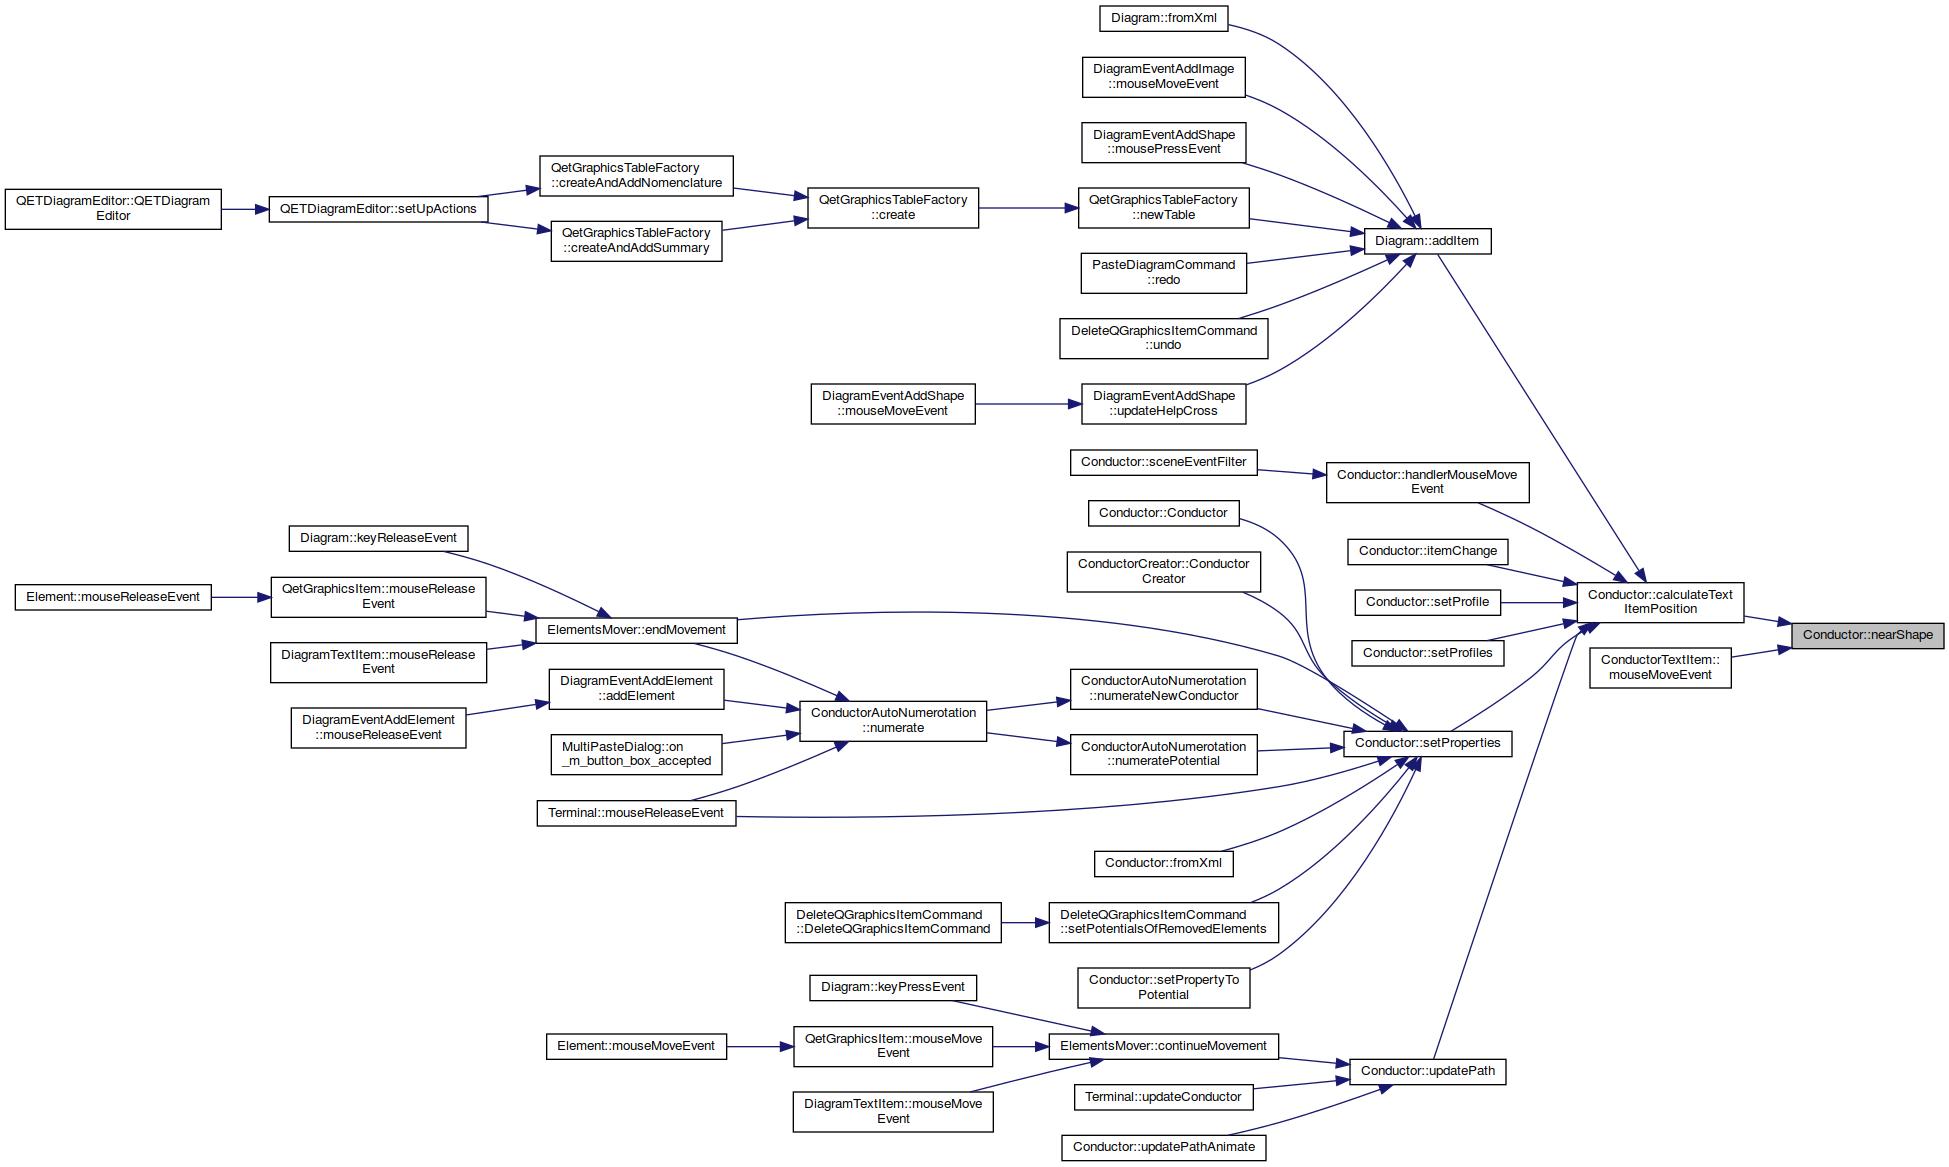 Diagram::fromXml
DiagramEventAddImage
::mouseMoveEvent
DiagramEventAddShape
::mousePressEvent
QetGraphicsTableFactory
::createAndAddNomenclature
QETDiagramEditor::QETDiagram
Editor
QETDiagramEditor::setUpActions
QetGraphicsTableFactory
::create
QetGraphicsTableFactory
::newTable
QetGraphicsTableFactory
::createAndAddSummary
Diagram::addItem
PasteDiagramCommand
::redo
DeleteQGraphicsItemCommand
::undo
DiagramEventAddShape
::mouseMoveEvent
DiagramEventAddShape
::updateHelpCross
Conductor::sceneEventFilter
Conductor::handlerMouseMove
Event
Conductor::Conductor
Diagram::keyReleaseEvent
Conductor::itemChange
ConductorCreator::Conductor
Creator
Element::mouseReleaseEvent
QetGraphicsItem::mouseRelease
Event
Conductor::setProfile
Conductor::calculateText
ItemPosition
ElementsMover::endMovement
Conductor::nearShape
DiagramTextItem::mouseRelease
Event
Conductor::setProfiles
ConductorTextItem::
mouseMoveEvent
DiagramEventAddElement
::addElement
ConductorAutoNumerotation
::numerateNewConductor
DiagramEventAddElement
::mouseReleaseEvent
ConductorAutoNumerotation
::numerate
Conductor::setProperties
MultiPasteDialog::on
_m_button_box_accepted
ConductorAutoNumerotation
::numeratePotential
Terminal::mouseReleaseEvent
Conductor::fromXml
DeleteQGraphicsItemCommand
::DeleteQGraphicsItemCommand
DeleteQGraphicsItemCommand
::setPotentialsOfRemovedElements
Conductor::setPropertyTo
Potential
Diagram::keyPressEvent
Element::mouseMoveEvent
QetGraphicsItem::mouseMove
Event
ElementsMover::continueMovement
Conductor::updatePath
Terminal::updateConductor
DiagramTextItem::mouseMove
Event
Conductor::updatePathAnimate